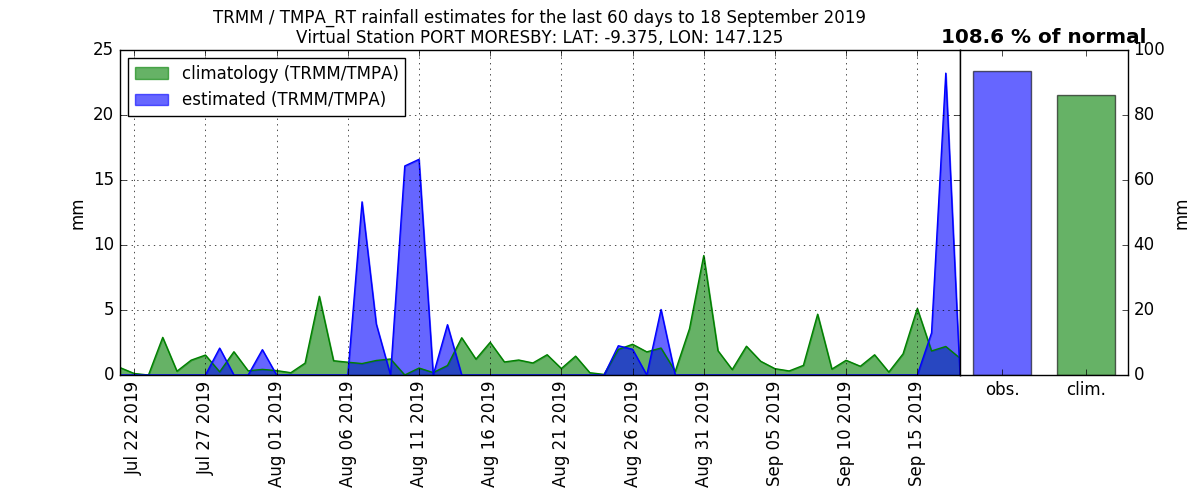 TRMM / TMPA_RT rainfall estimates for the last 60 days to 18 September 2019
Virtual Station PORT MORESBY: LAT: -9.375, LON: 147.125
108.6 % of normal
climatology (TRMM/TMPA)
estimated (TRMM/TMPA)
25
20
15
10
5
0
mm
100
80
60
40
20
0
mm
Jul 22 2019
Jul 27 2019
Aug 01 2019
Aug 06 2019
Aug 11 2019
Aug 16 2019
Aug 21 2019
Aug 26 2019
Aug 31 2019
Sep 05 2019
Sep 10 2019
Sep 15 2019
obs.
clim.